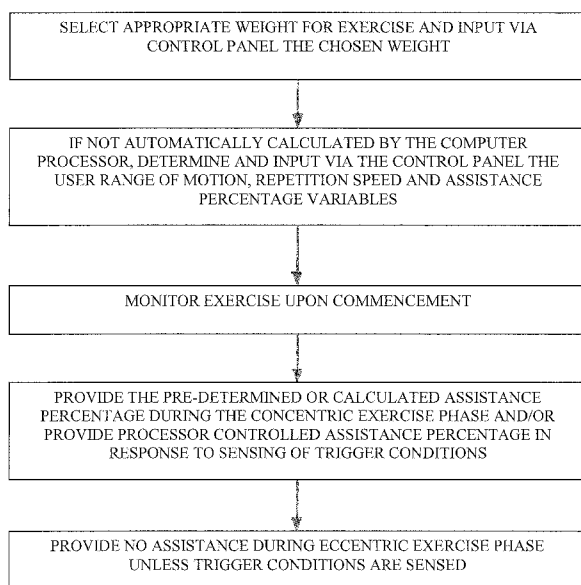 SELECT APPROPRIATE WEIGHT FOR EXERCISE AND INPUT VIA
CONTROL PANEL THE CHOSEN WEIGHT
IF NOT AUTOMATICALLY CALCULATED BY THE COMPUTER
PROCESSOR, DETERMINE AND INPUT VIA THE CONTROL PANEL THE
USER RANGE OF MOTION, REPETITION SPEED AND ASSISTANCE
PERCENTAGE VARIABLES
MONITOR EXERCISE UPON COMMENCEMENT
PROVIDE THE PRE-DETERMINED OR CALCULATED ASSISTANCE
PERCENTAGE DURING THE CONCENTRIC EXERCISE PHASE AND/OR
PROVIDE PROCESSOR CONTROLLED ASSISTANCE PERCENTAGE IN
RESPONSE TO SENSING OF TRIGGER CONDITIONS
PROVIDE NO ASSISTANCE DURING ECCENTRIC EXERCISE PHASE
UNLESS TRIGGER CONDITIONS ARE SENSED